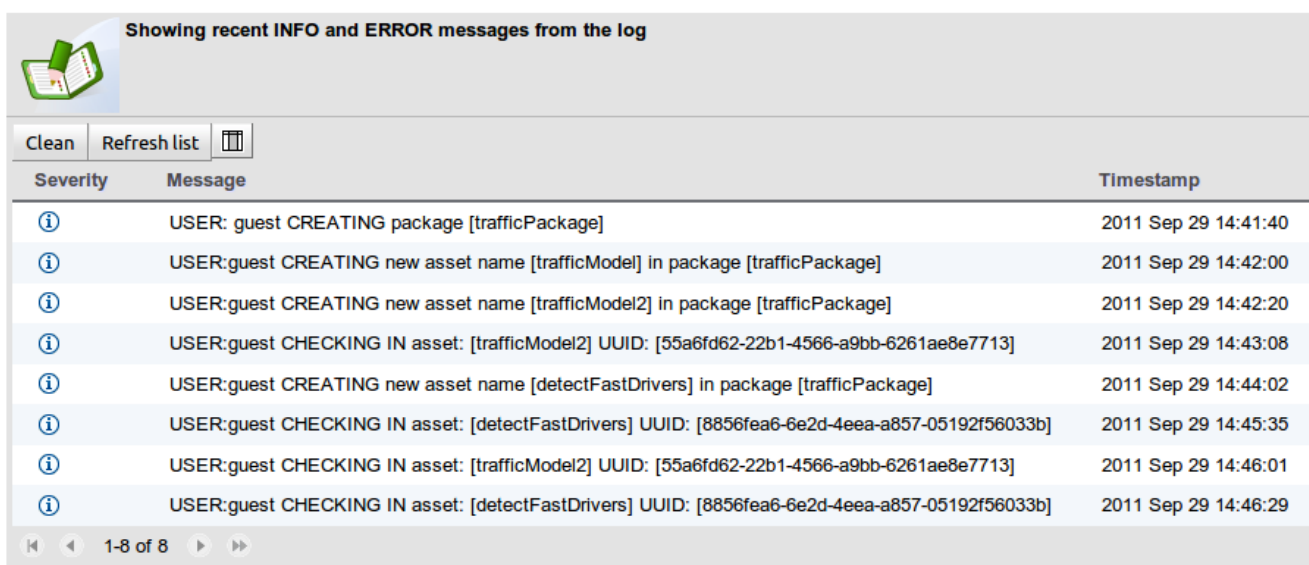 Showing recent INFO and ERROR messages from the log
Clean Refresh list
Severity Message Timestamp
USER: guest CREATING package [trafficPackage] 2011 Sep 29 14:41:40
USER:guest CREATING new asset name [trafficModel] in package [trafficPackage] 2011 Sep 29 14:42:00
USER:guest CREATING new asset name [trafficModel2] in package [trafficPackage] 2011 Sep 29 14:42:20
USER:guest CHECKING IN asset: [trafficModel2] UUID: [55a6fd62-22b1-4566-a9bb-6261ae8e7713] 2011 Sep 29 14:43:08
USER:guest CREATING new asset name [detectFastDrivers] in package [trafficPackage] 2011 Sep 29 14:44:02
USER:guest CHECKING IN asset: [detectFastDrivers] UUID: [8856fea6-6e2d-4eea-a857-05192f56033b] 2011 Sep 29 14:45:35
USER:guest CHECKING IN asset: [trafficModel2] UUID: [55a6fd62-22b1-4566-a9bb-6261ae8e7713] 2011 Sep 29 14:46:01
USER:guest CHECKING IN asset: [detectFastDrivers] UUID: [8856fea6-6e2d-4eea-a857-05192f56033b] 2011 Sep 29 14:46:29
1-8 of 8